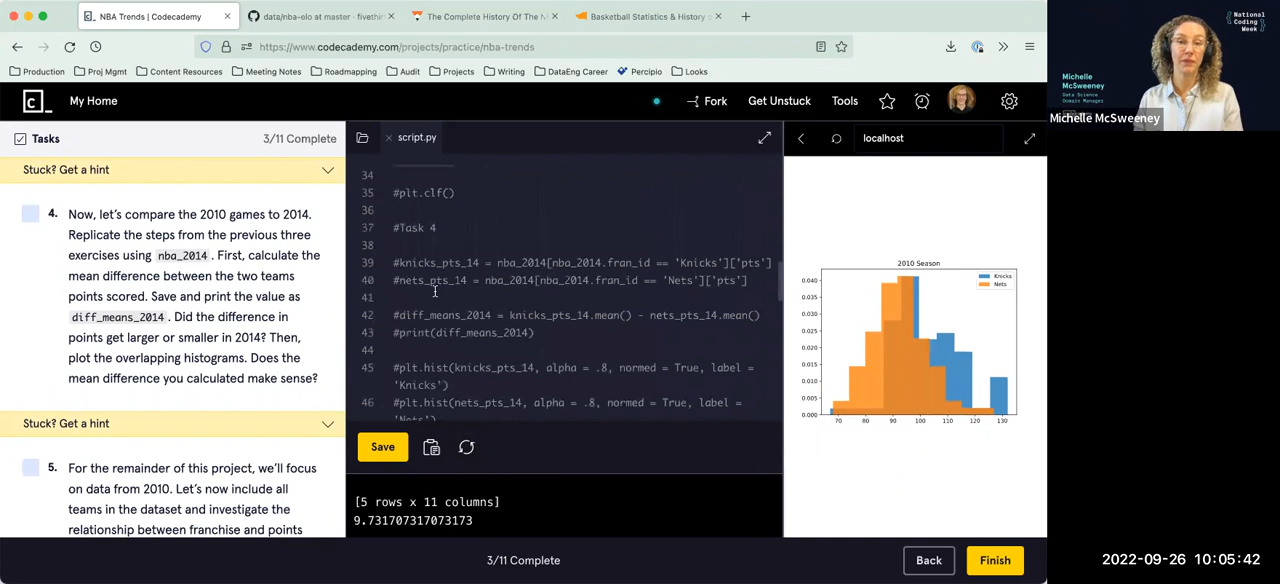 NBA Trends | Codecademy
data/nba-elo at master · fivethi
The Complete History Of The N
Basketball Statistics & History o
https://www.codecademy.com/projects/practice/nba-trends
Production
Proj Mgmt
Content Resources
Meeting Notes
Roadmapping
Audit
Projects
Writing
DataEng Career
Percipio
Looks
My Home
Fork
Get Unstuck
Tools
Tasks
3/11 Complete
Stuck? Get a hint
4. Now, let's compare the 2010 games to 2014.
Replicate the steps from the previous three
exercises using nba_2014 . First, calculate the
mean difference between the two teams
points scored. Save and print the value as
diff_means_2014 . Did the difference in
points get larger or smaller in 2014? Then,
plot the overlapping histograms. Does the
mean difference you calculated make sense?
Stuck? Get a hint
5. For the remainder of this project, we'll focus
on data from 2010. Let's now include all
teams in the dataset and investigate the
relationship between franchise and points
script.py
34
35 #plt.clf()
36
37 #Task 4
38
39 #knicks_pts_14 = nba_2014[nba_2014.fran_id == 'Knicks']['pts']
40 #nets_pts_14 = nba_2014[nba_2014.fran_id == 'Nets']['pts']
41
42 #diff_means_2014 = knicks_pts_14.mean() - nets_pts_14.mean()
43 #print(diff_means_2014)
44
45 #plt.hist(knicks_pts_14, alpha = .8, normed = True, label =
'Knicks')
46 #plt.hist(nets_pts_14, alpha = .8, normed = True, label =
'Nets')
Save
[5 rows x 11 columns]
9.731707317073173
localhost
2010 Season
Knicks
Nets
0.040
0.035
0.030
0.025
0.020
0.015
0.010
0.005
0.000
70 80 90 100 110 120 130
3/11 Complete
Back
Finish
National
Coding
Week
Michelle
McSweeney
Data Science
Domain Manager
Michelle McSweeney
2022-09-26 10:05:42